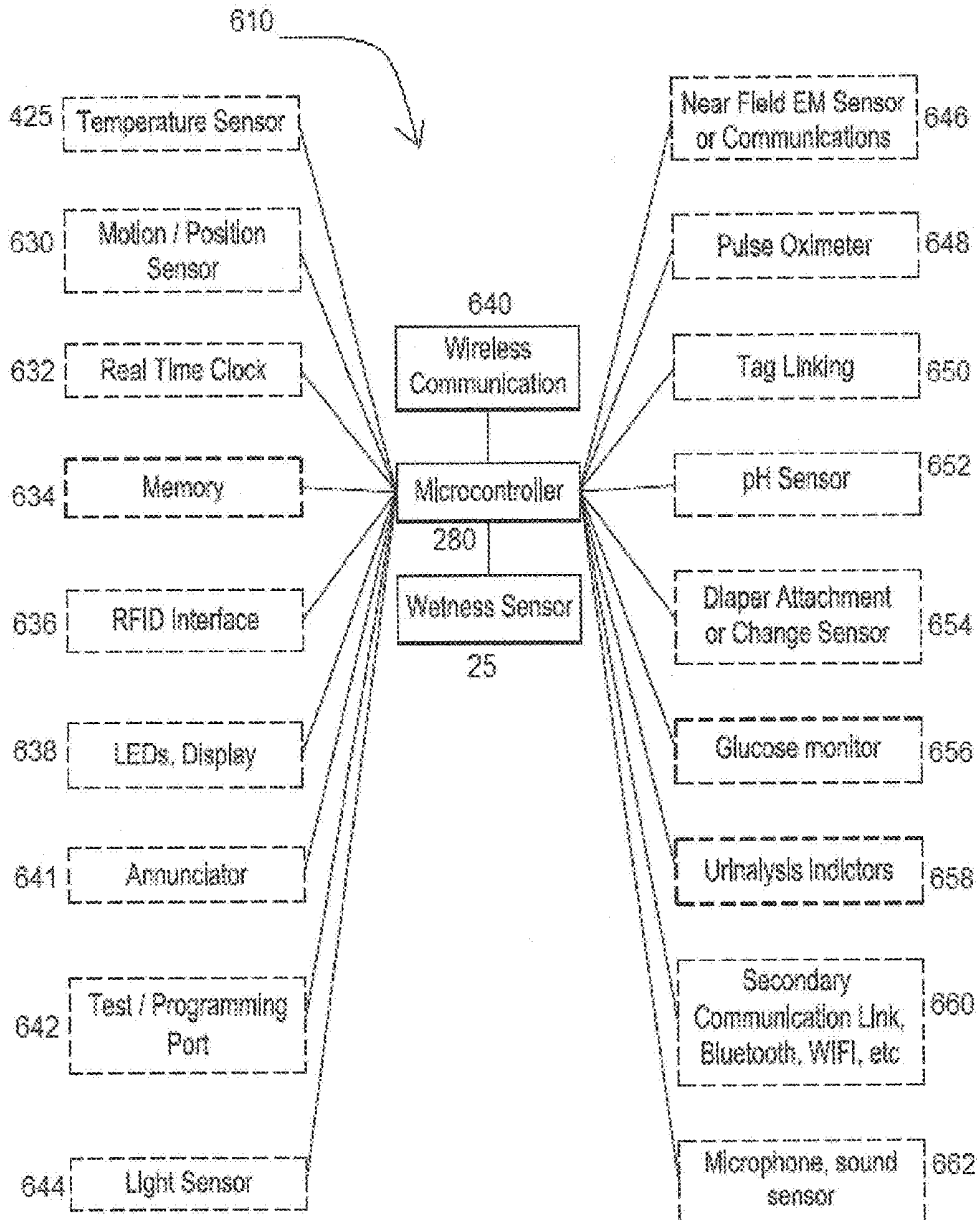 610
425
Temperature Sensor
630
Motion / Position
Sensor
632
Real Time Clock
634
Memory
636
RFID Interface
638
LEDs, Display
641
Annunciator
642
Test / Programming
Port
644
Light Sensor
640
Wireless
Communication
Microcontroller
280
Wetness Sensor
25
Near Field EM Sensor
or Communications
646
Pulse Oximeter
648
Tag Linking
650
pH Sensor
652
Diaper Attachment
or Change Sensor
654
Glucose monitor
656
Urinalysis Indictors
658
Secondary
Communication Link,
Bluetooth, WIFI, etc
660
Microphone, sound
sensor
662